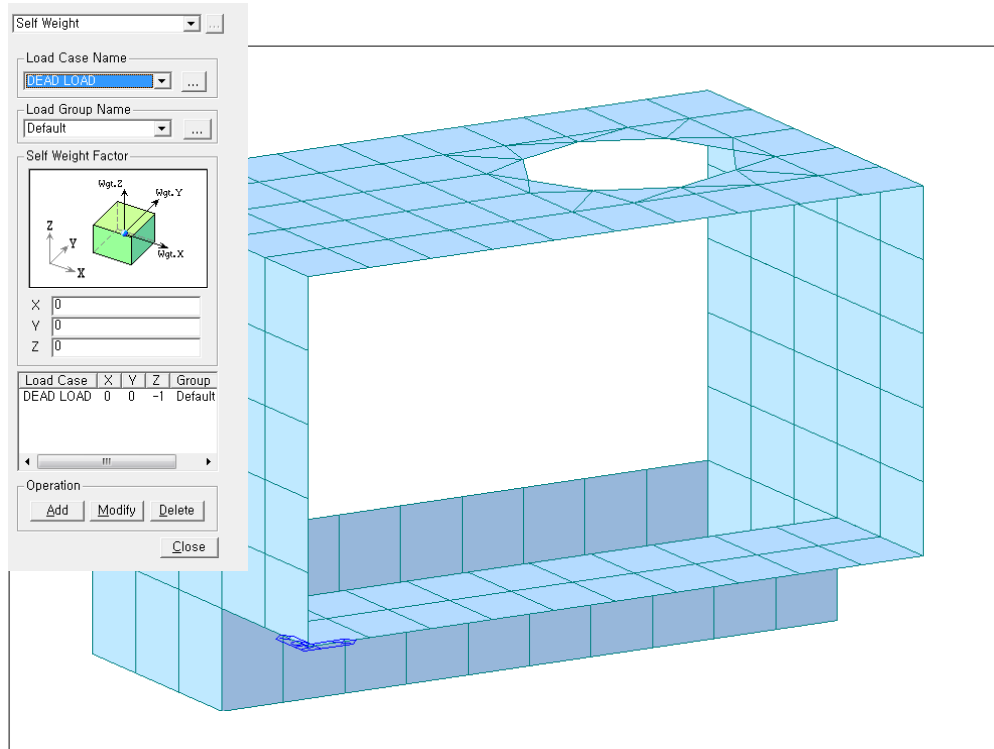 Self Weight
...
Load Case Name
DEAD LOAD
...
Load Group Name
Default
...
Self Weight Factor
Wgt.Z
Wgt.Y
Wgt.X
Z
Y
X
X 0
Y 0
Z 0
Load Case X Y Z Group
DEAD LOAD 0 0 -1 Default
Operation
Add Modify Delete
Close